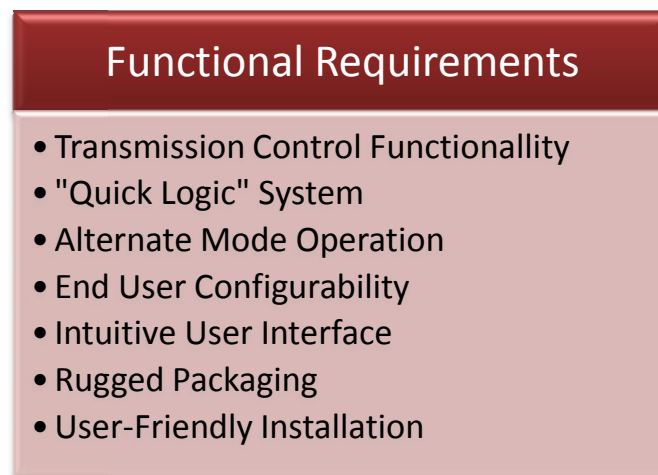 Functional Requirements
• Transmission Control Functionallity
• "Quick Logic" System
• Alternate Mode Operation
• End User Configurability
• Intuitive User Interface
• Rugged Packaging
• User-Friendly Installation